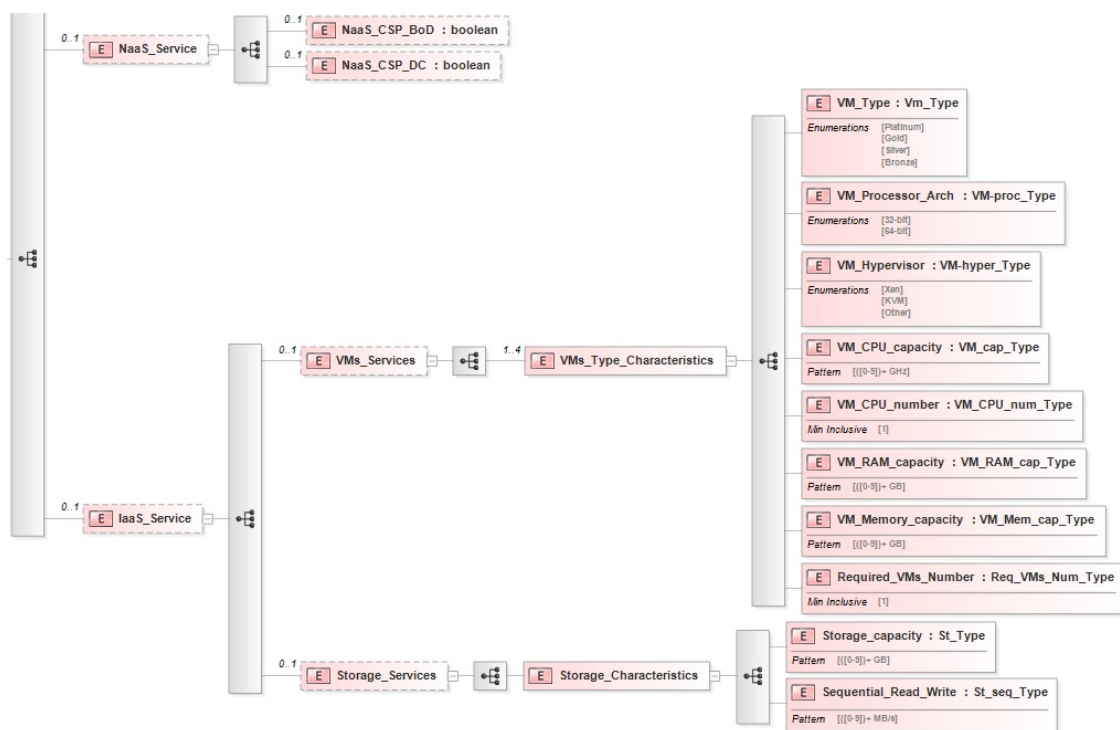 0..1
NaaS_CSP_BoD : boolean
0..1
NaaS_Service
0..1
NaaS_CSP_DC : boolean
VM_Type : Vm_Type
Enumerations [Platinum]
[Gold]
[Silver]
[Bronze]
VM_Processor_Arch : VM-proc_Type
Enumerations [32-bit]
[64-bit]
VM_Hypervisor : VM-hyper_Type
Enumerations [Xen]
[KVM]
[Other]
0..1
VMs_Services
1..4
VMs_Type_Characteristics
VM_CPU_capacity : VM_cap_Type
Pattern [([0-9])+ GHz]
VM_CPU_number : VM_CPU_num_Type
Min Inclusive [1]
VM_RAM_capacity : VM_RAM_cap_Type
Pattern [([0-9])+ GB]
0..1
IaaS_Service
VM_Memory_capacity : VM_Mem_cap_Type
Pattern [([0-9])+ GB]
Required_VMs_Number : Req_VMs_Num_Type
Min Inclusive [1]
0..1
Storage_Services
Storage_Characteristics
Storage_capacity : St_Type
Pattern [([0-9])+ GB]
Sequential_Read_Write : St_seq_Type
Pattern [([0-9])+ MB/s]